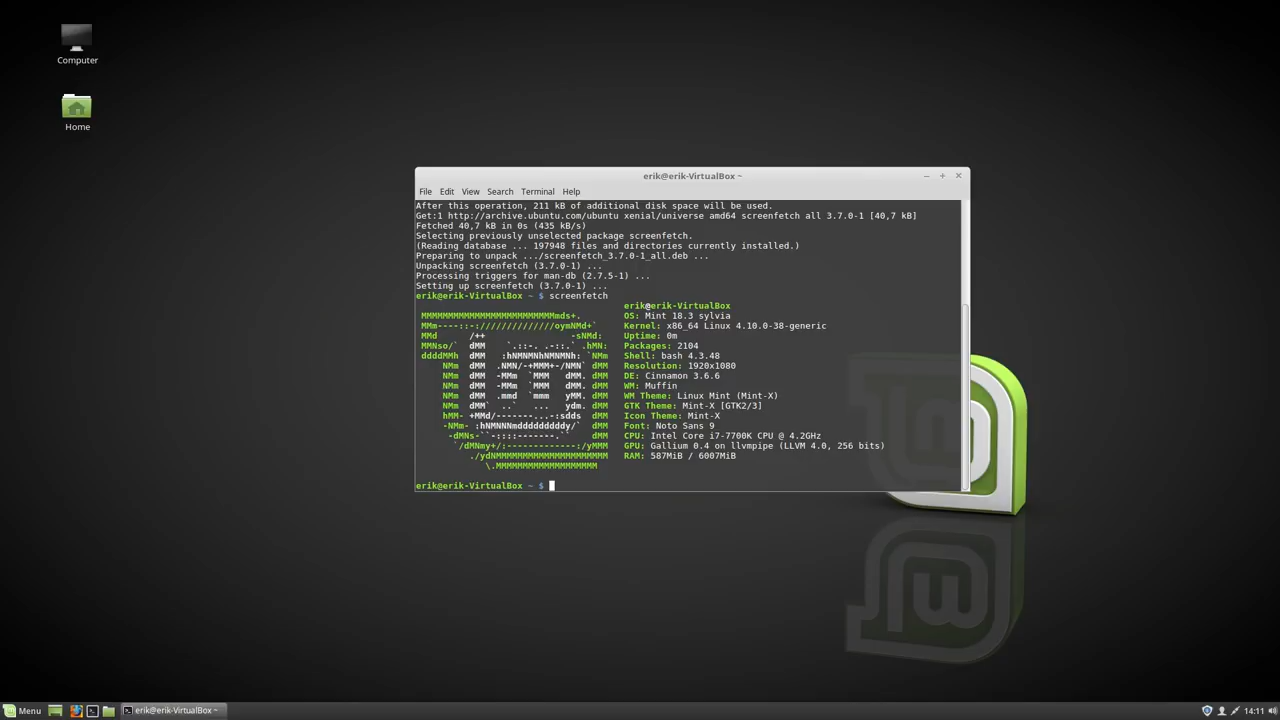 Computer
Home
erik@erik-VirtualBox ~
File Edit View Search Terminal Help
After this operation, 211 kB of additional disk space will be used.
Get:1 http://archive.ubuntu.com/ubuntu xenial/universe amd64 screenfetch all 3.7.0-1 [40,7 kB]
Fetched 40,7 kB in 0s (435 kB/s)
Selecting previously unselected package screenfetch.
(Reading database ... 197948 files and directories currently installed.)
Preparing to unpack .../screenfetch_3.7.0-1_all.deb ...
Unpacking screenfetch (3.7.0-1) ...
Processing triggers for man-db (2.7.5-1) ...
Setting up screenfetch (3.7.0-1) ...
erik@erik-VirtualBox ~ $ screenfetch
erik@erik-VirtualBox
OS: Mint 18.3 sylvia
Kernel: x86_64 Linux 4.10.0-38-generic
Uptime: 0m
Packages: 2104
Shell: bash 4.3.48
Resolution: 1920x1080
DE: Cinnamon 3.6.6
WM: Muffin
WM Theme: Linux Mint (Mint-X)
GTK Theme: Mint-X [GTK2/3]
Icon Theme: Mint-X
Font: Noto Sans 9
CPU: Intel Core i7-7700K CPU @ 4.2GHz
GPU: Gallium 0.4 on llvmpipe (LLVM 4.0, 256 bits)
RAM: 587MiB / 6007MiB
erik@erik-VirtualBox ~ $
Menu
erik@erik-VirtualBox ~
14:11